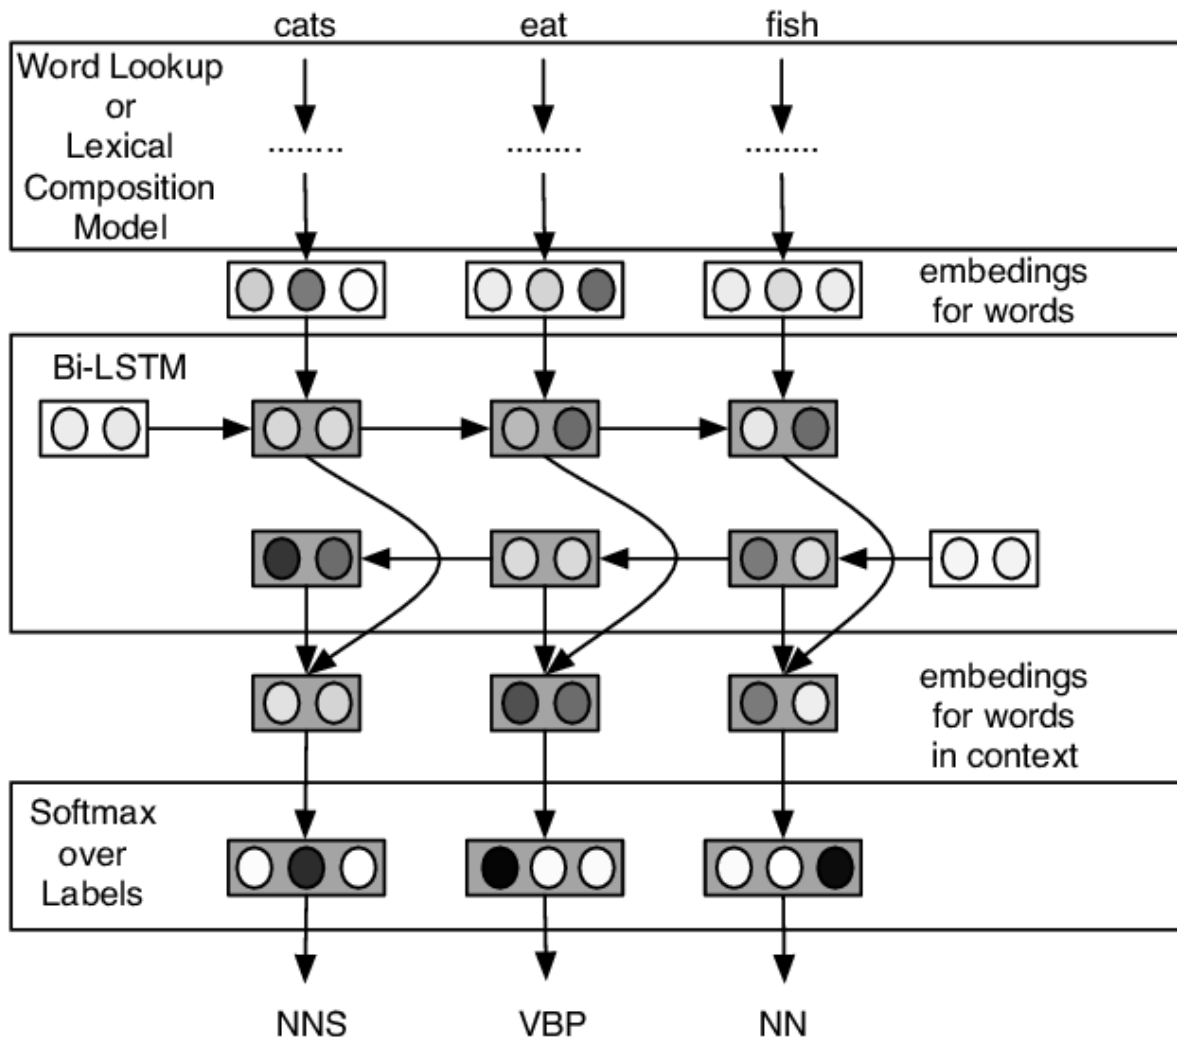 cats eat fish
Word Lookup
or
Lexical
Composition
Model
embedings
for words
Bi-LSTM
embedings
for words
in context
Softmax
over
Labels
NNS VBP NN